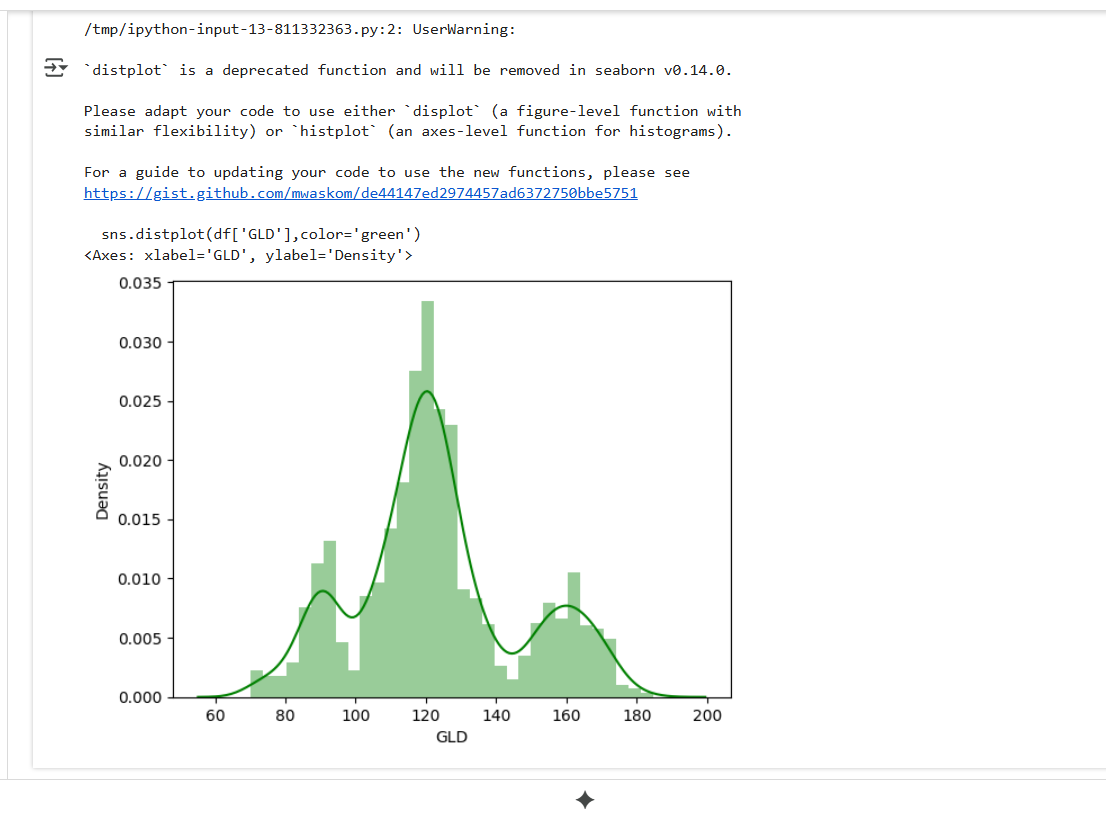 /tmp/ipython-input-13-811332363.py:2: UserWarning:
`distplot` is a deprecated function and will be removed in seaborn v0.14.0.
Please adapt your code to use either `displot` (a figure-level function with
similar flexibility) or `histplot` (an axes-level function for histograms).
For a guide to updating your code to use the new functions, please see
https://gist.github.com/mwaskom/de44147ed2974457ad6372750bbe5751
sns.distplot(df['GLD'],color='green')
<Axes: xlabel='GLD', ylabel='Density'>
0.035
0.030
0.025
0.020
0.015
0.010
0.005
0.000
Density
60 80 100 120 140 160 180 200
GLD